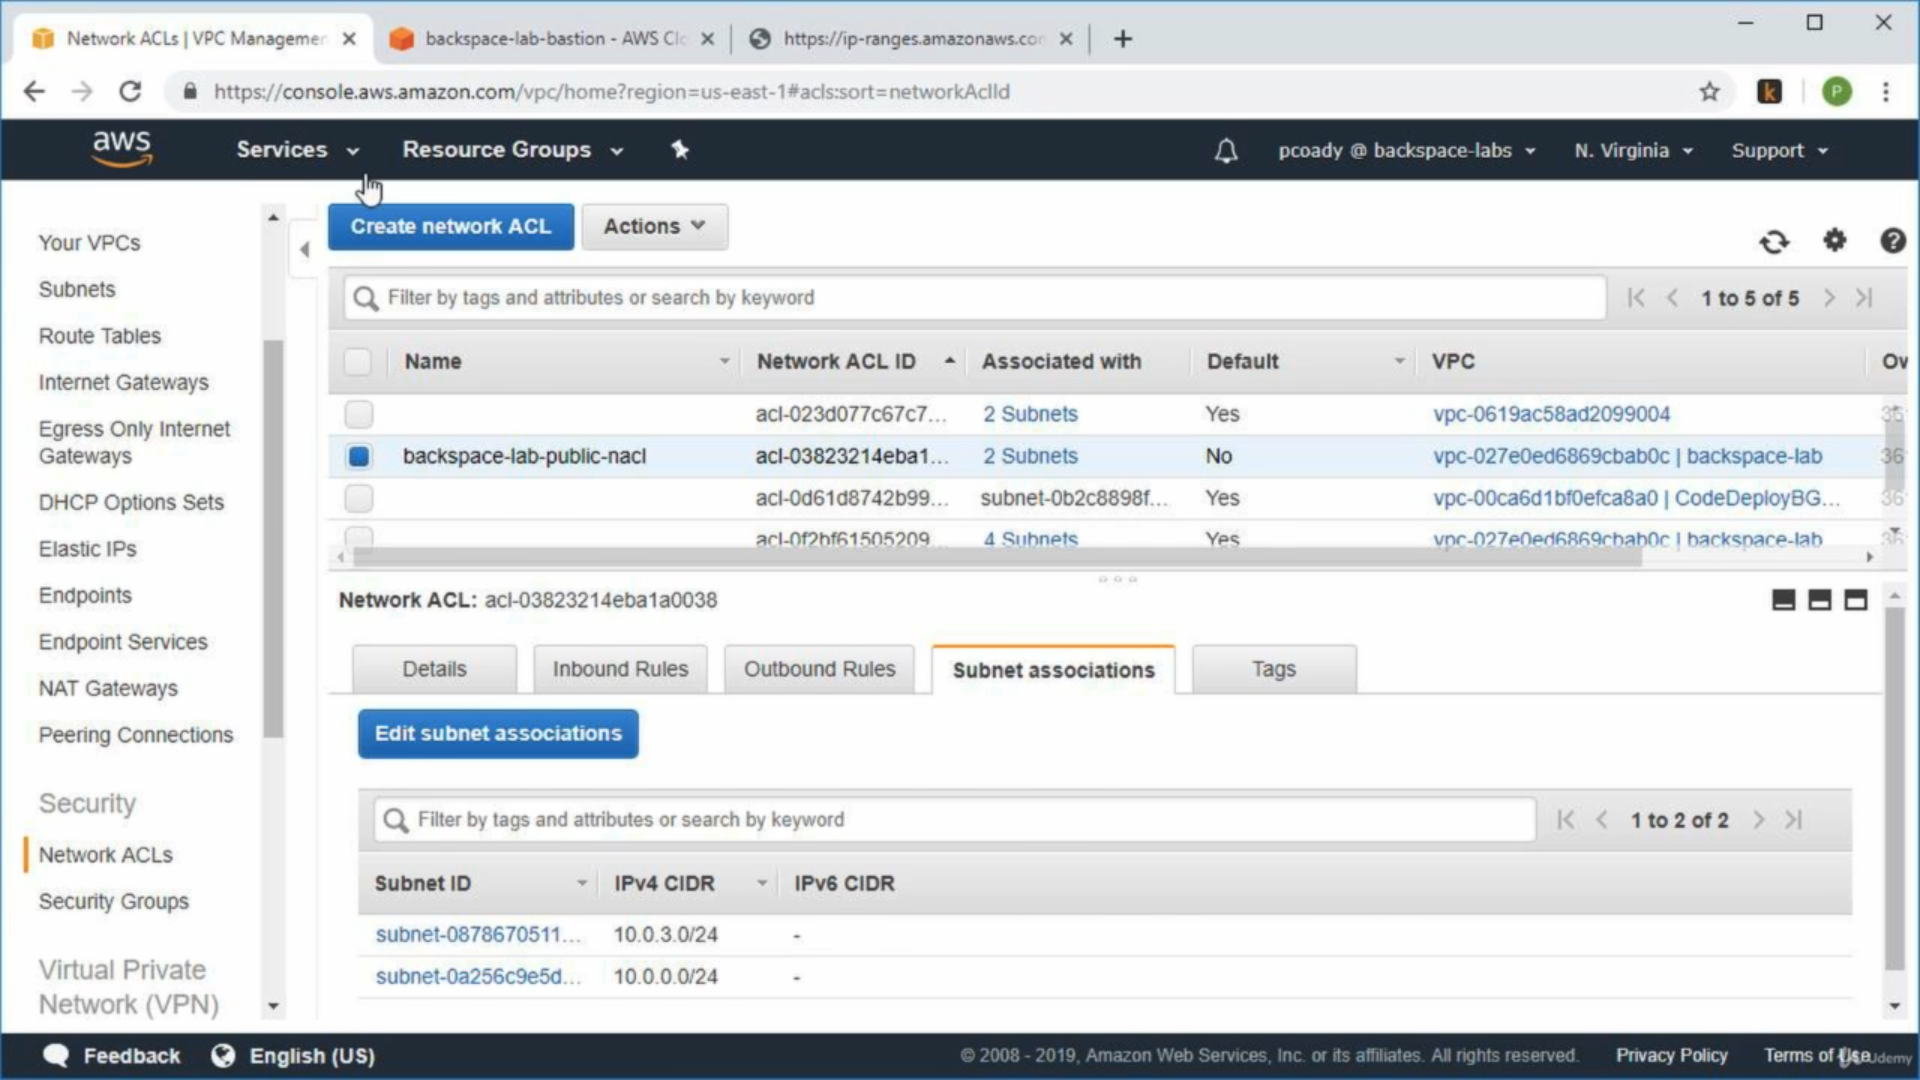 Network ACLs | VPC Managemen
backspace-lab-bastion - AWS Clo
https://ip-ranges.amazonaws.con
https://console.aws.amazon.com/vpc/home?region=us-east-1#acls:sort=networkAclId
k
P
aws
Services
Resource Groups
pcoady @ backspace-labs
N. Virginia
Support
Your VPCs
Subnets
Route Tables
Internet Gateways
Egress Only Internet
Gateways
DHCP Options Sets
Elastic IPs
Endpoints
Endpoint Services
NAT Gateways
Peering Connections
Security
Network ACLs
Security Groups
Virtual Private
Network (VPN)
Create network ACL
Actions
Filter by tags and attributes or search by keyword
1 to 5 of 5
Name Network ACL ID Associated with Default VPC Ow
acl-023d077c67c7... 2 Subnets Yes vpc-0619ac58ad2099004 36
backspace-lab-public-nacl acl-03823214eba1... 2 Subnets No vpc-027e0ed6869cbab0c | backspace-lab 36
acl-0d61d8742b99... subnet-0b2c8898f... Yes vpc-00ca6d1bf0efca8a0 | CodeDeployBG... 36
acl-0f2bf61505209... 4 Subnets Yes vpc-027e0ed6869cbab0c | backspace-lab 36
Network ACL: acl-03823214eba1a0038
Details
Inbound Rules
Outbound Rules
Subnet associations
Tags
Edit subnet associations
Filter by tags and attributes or search by keyword
1 to 2 of 2
Subnet ID IPv4 CIDR IPv6 CIDR
subnet-0878670511... 10.0.3.0/24 -
subnet-0a256c9e5d... 10.0.0.0/24 -
Feedback
English (US)
© 2008 - 2019, Amazon Web Services, Inc. or its affiliates. All rights reserved.
Privacy Policy
Terms of Use
Udemy